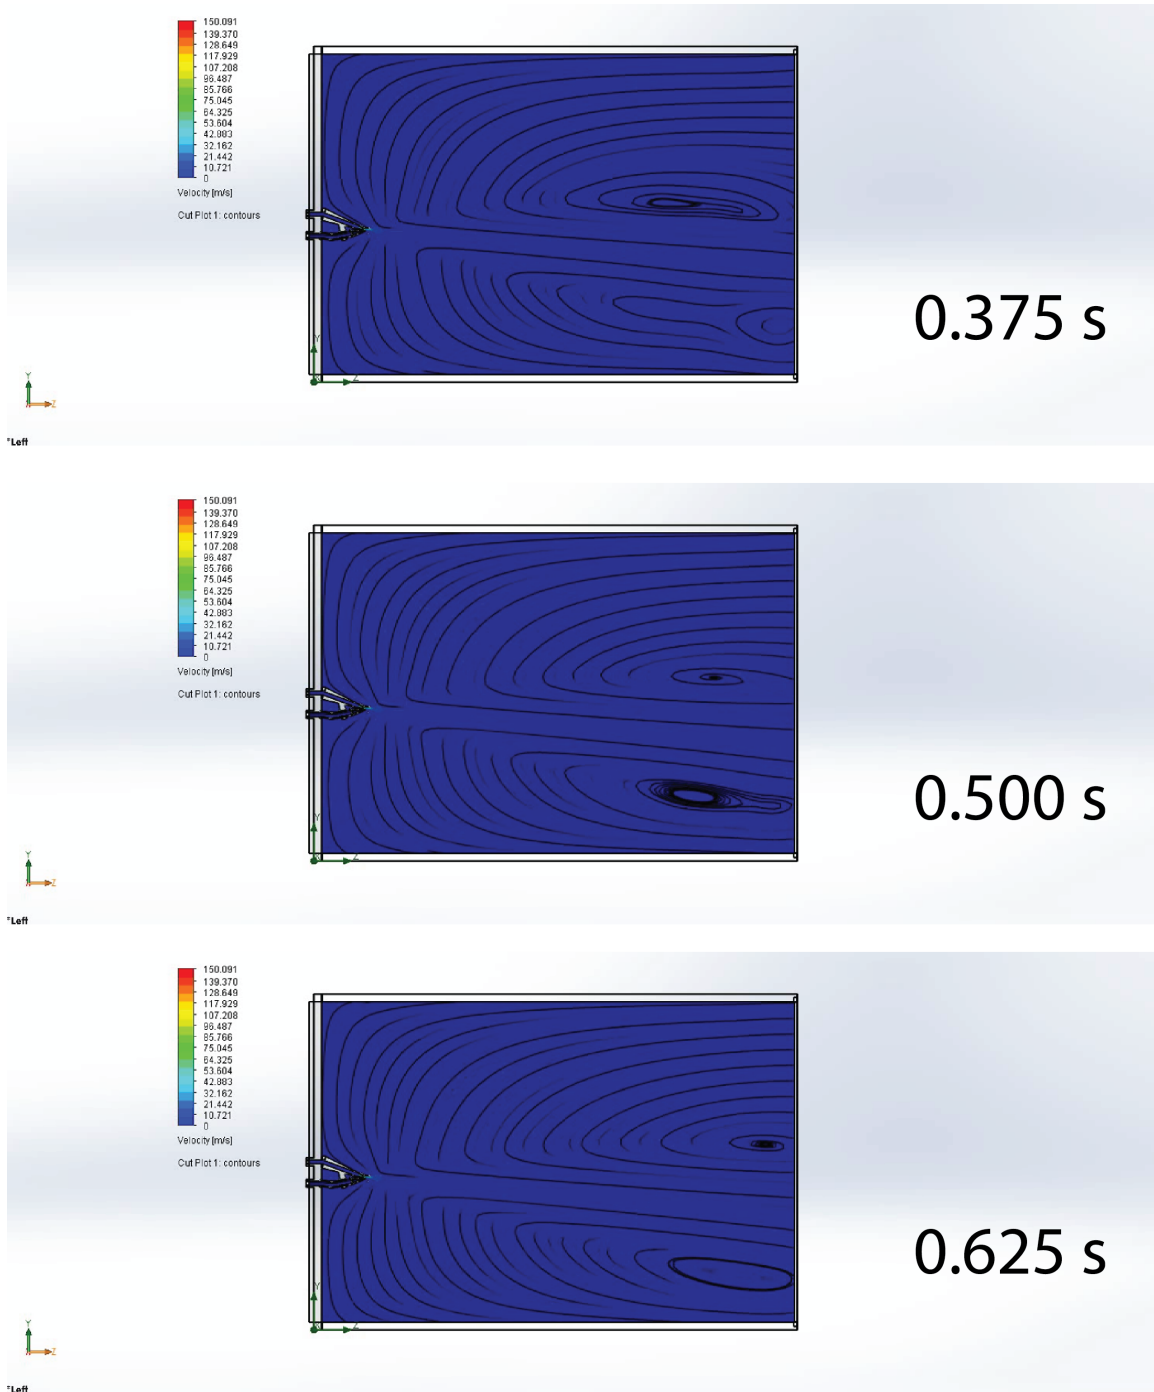 150.091
139.370
128.649
117.929
107.208
96.487
85.766
75.045
64.325
53.604
42.883
32.162
21.442
10.721
0
Velocity [m/s]
Cut Plot 1: contours
Y
Z
0.375 s
Y
Z
*Left
150.091
139.370
128.649
117.929
107.208
96.487
85.766
75.045
64.325
53.604
42.883
32.162
21.442
10.721
0
Velocity [m/s]
Cut Plot 1: contours
0.500 s
Y
Z
Y
Z
*Left
150.091
139.370
128.649
117.929
107.208
96.487
85.766
75.045
64.325
53.604
42.883
32.162
21.442
10.721
0
Velocity [m/s]
Cut Plot 1: contours
0.625 s
Y
Z
Y
Z
*Left